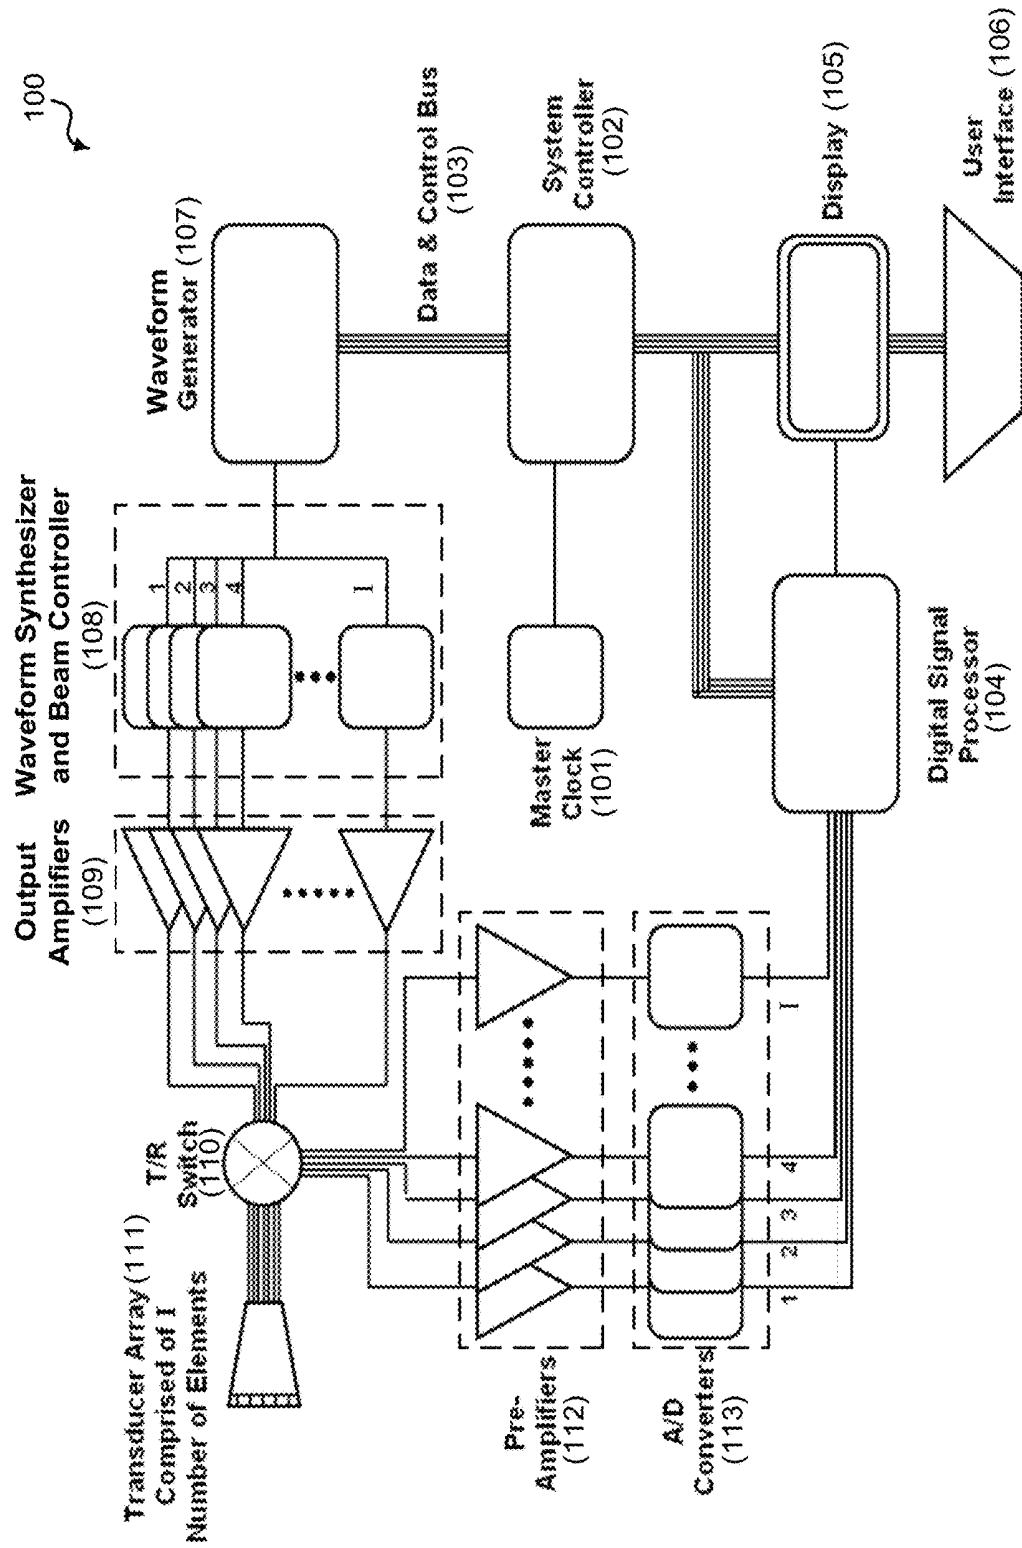 100
Transducer Array (111)
Comprised of I
Number of Elements
T/R
Switch
(110)
Output
Amplifiers
(109)
Waveform Synthesizer
and Beam Controller
(108)
Waveform
Generator (107)
1
2
3
4
I
Data & Control Bus
(103)
Pre-
Amplifiers
(112)
Master
Clock
(101)
System
Controller
(102)
A/D
Converters
(113)
1
2
3
4
I
Digital Signal
Processor
(104)
Display (105)
User
Interface (106)